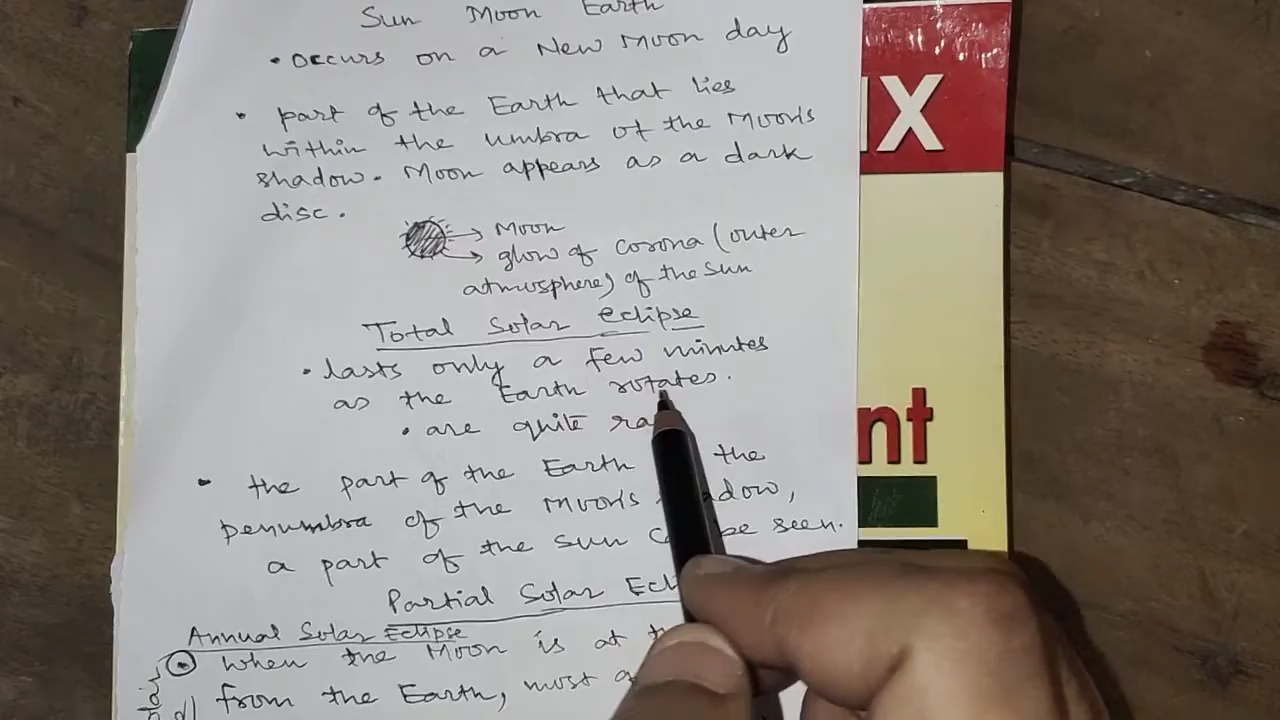 Sun Moon Earth
• occurs on a New Moon day
• part of the Earth that lies
within the umbra of the Moon's
shadow. Moon appears as a dark
disc.
→ Moon
→ glow of corona (outer
atmosphere) of the sun
Total Solar eclipse
• lasts only a few minutes
as the Earth rotates.
• are quite
• the part of the Earth the
penumbra of the Moon's
a part of the sun be seen.
Partial Solar
Annual Solar Eclipse
when the Moon is at
from the Earth, most
IX
nt